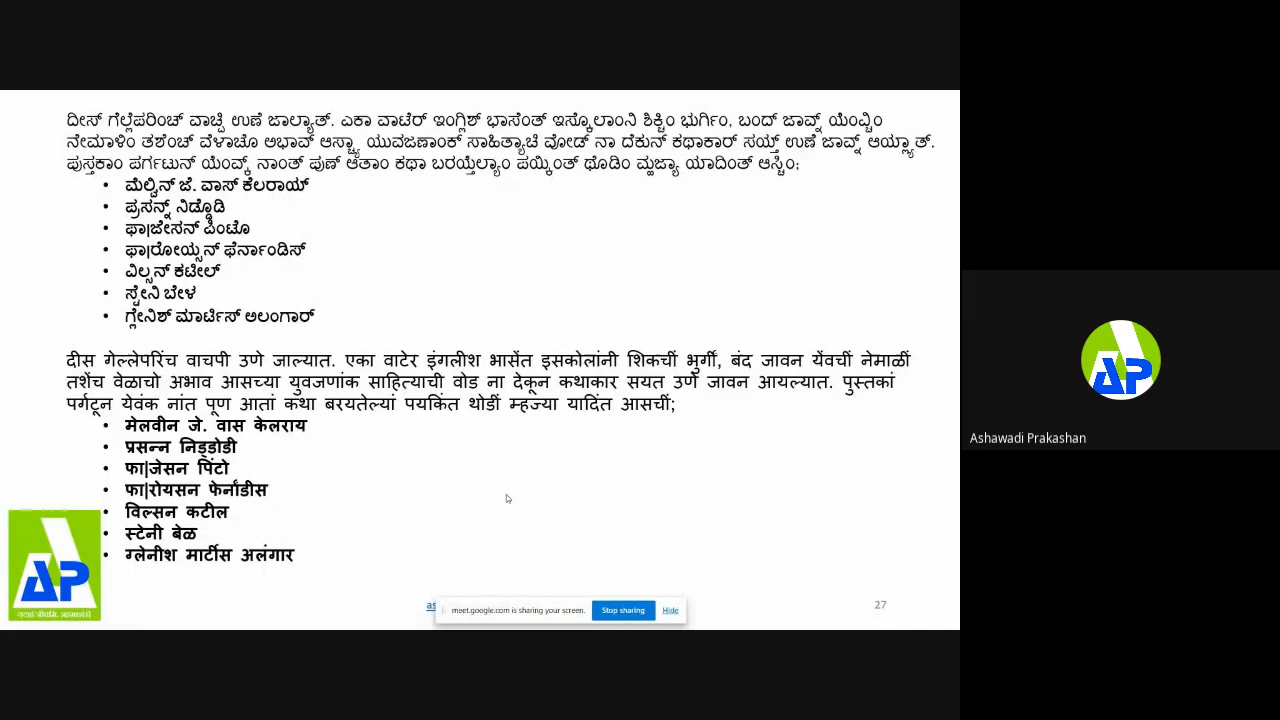 ದೀಸ್ ಗೆಲ್ಲೆಪರಿಂಚ್ ವಾಚ್ಪಿ ಉಣೆ ಜಾಲ್ಯಾತ್. ಎಕಾ ವಾಟೆರ್ ಇಂಗ್ಲಿಶ್ ಭಾಸೆಂತ್ ಇಸ್ಕೊಲಾಂನಿ ಶಿಕ್ಚಿಂ ಭುರ್ಗಿಂ, ಬಂದ್ ಜಾವ್ನ್ ಯೆಂವ್ಚಿಂ
ನೇಮಾಳಿಂ ತಶೆಂಚ್ ವೆಳಾಚೊ ಅಭಾವ್ ಆಸ್ಚ್ಯಾ ಯುವಜಣಾಂಕ್ ಸಾಹಿತ್ಯಾಚಿ ವೋಡ್ ನಾ ದೆಕುನ್ ಕಥಾಕಾರ್ ಸಯ್ತ್ ಉಣೆ ಜಾವ್ನ್ ಆಯ್ಲ್ಯಾತ್.
ಪುಸ್ತಕಾಂ ಪರ್ಗಟುನ್ ಯೆಂವ್ಕ್ ನಾಂತ್ ಪುಣ್ ಆತಾಂ ಕಥಾ ಬರಯ್ತೆಲ್ಯಾಂ ಪಯ್ಕಿಂತ್ ಥೊಡಿಂ ಮ್ಹಜ್ಯಾ ಯಾದಿಂತ್ ಆಸ್ಚಿಂ;
• ಮೆಲ್ವಿನ್ ಜೆ. ವಾಸ್ ಕೆಲರಾಯ್
• ಪ್ರಸನ್ನ್ ನಿಡ್ಡೊಡಿ
• ಫಾ|ಜೇಸನ್ ಪಿಂಟೊ
• ಫಾ|ರೋಯ್ಸನ್ ಫೆರ್ನಾಂಡಿಸ್
• ವಿಲ್ಸನ್ ಕಟೀಲ್
• ಸ್ಟೇನಿ ಬೇಳ
• ಗ್ಲೇನಿಶ್ ಮಾರ್ಟಿಸ್ ಅಲಂಗಾರ್
दीस गेल्लेपरिंच वाचपी उणे जाल्यात. एका वाटेर इंगलीश भासेंत इसकोलांनी शिकचीं भुर्गीं, बंद जावन येंवचीं नेमाळीं
तशेंच वेळाचो अभाव आसच्या युवजणांक साहित्याची वोड ना देकून कथाकार सयत उणे जावन आयल्यात. पुस्तकां
पर्गटून येवंक नांत पूण आतां कथा बरयतेल्यां पयकिंत थोडीं म्हज्या यादिंत आसचीं;
• मेलवीन जे. वास केलराय
• प्रसन्न निड्डोडी
• फा|जेसन पिंटो
• फा|रोयसन फेर्नांडीस
• विल्सन कटील
• स्टेनी बेळ
• ग्लेनीश मार्टीस अलंगार
AP
as
meet.google.com is sharing your screen. Stop sharing Hide
27
AP
Ashawadi Prakashan